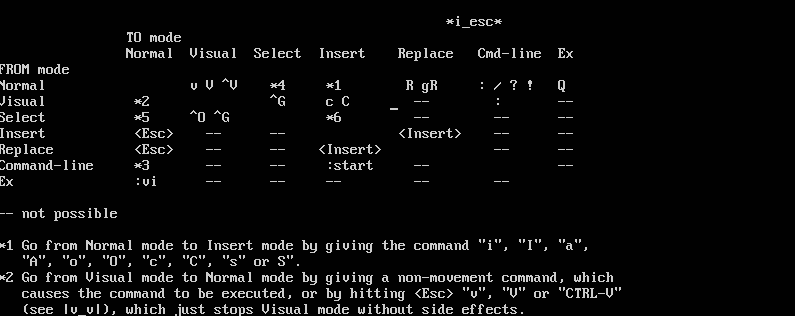 *i_esc*
TO mode
Normal Visual Select Insert Replace Cmd-line Ex
FROM mode
Normal v V ^V *4 *1 R gR : / ? ! Q
Visual *2 ^G c C -- : --
Select *5 ^O ^G *6 -- -- --
Insert <Esc> -- -- <Insert> -- --
Replace <Esc> -- -- <Insert> -- --
Command-line *3 -- -- :start -- --
Ex :vi -- -- -- -- --
-- not possible
*1 Go from Normal mode to Insert mode by giving the command "i", "I", "a",
"A", "o", "O", "c", "C", "s" or S".
*2 Go from Visual mode to Normal mode by giving a non-movement command, which
causes the command to be executed, or by hitting <Esc> "v", "V" or "CTRL-V"
(see |v_v|), which just stops Visual mode without side effects.